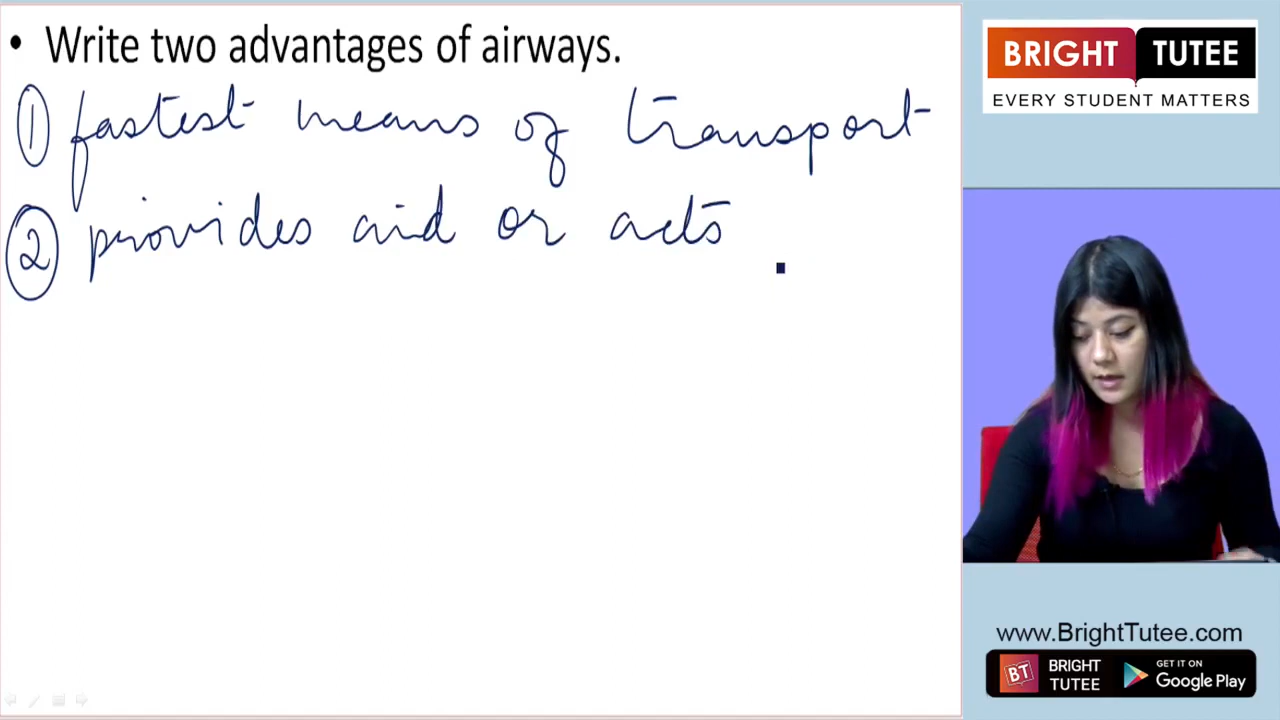 • Write two advantages of airways.
① fastest means of transport
② provides aid or acts
BRIGHT TUTEE
EVERY STUDENT MATTERS
www.BrightTutee.com
BT BRIGHT TUTEE
GET IT ON Google Play